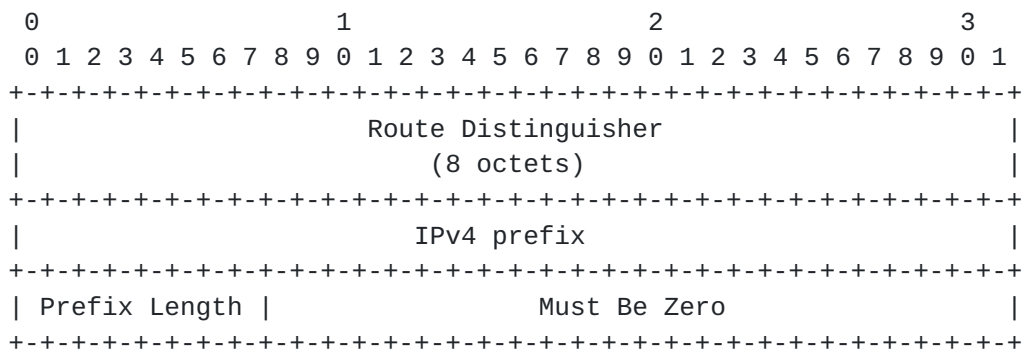 0                   1                   2                   3
0 1 2 3 4 5 6 7 8 9 0 1 2 3 4 5 6 7 8 9 0 1 2 3 4 5 6 7 8 9 0 1
+-+-+-+-+-+-+-+-+-+-+-+-+-+-+-+-+-+-+-+-+-+-+-+-+-+-+-+-+-+-+-+-+
|                      Route Distinguisher                      |
|                          (8 octets)                           |
+-+-+-+-+-+-+-+-+-+-+-+-+-+-+-+-+-+-+-+-+-+-+-+-+-+-+-+-+-+-+-+-+
|                         IPv4 prefix                           |
+-+-+-+-+-+-+-+-+-+-+-+-+-+-+-+-+-+-+-+-+-+-+-+-+-+-+-+-+-+-+-+-+
| Prefix Length |                 Must Be Zero                  |
+-+-+-+-+-+-+-+-+-+-+-+-+-+-+-+-+-+-+-+-+-+-+-+-+-+-+-+-+-+-+-+-+